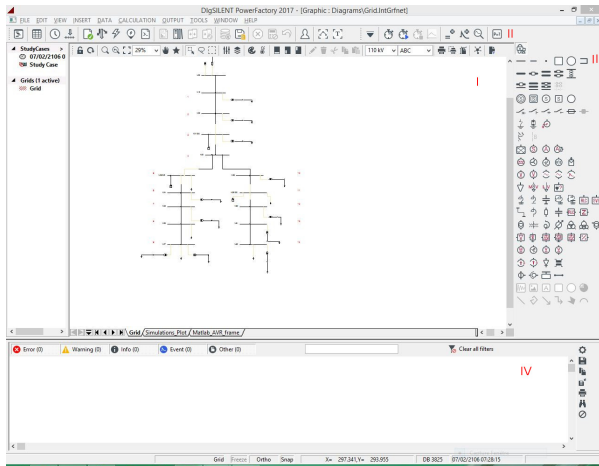 DIgSILENT PowerFactory 2017 - [Graphic : Diagrams\Grid.IntGrfnet]
FILE EDIT VIEW INSERT DATA CALCULATION OUTPUT TOOLS WINDOW HELP
II
StudyCases >
07/02/2106 0
Study Case
Grids (1 active)
Grid
29%
110 kV
ABC
I
III
Grid Simulations_Plot Matlab_AVR_frame
Error (0) Warning (0) Info (0) Event (0) Other (0) Clear all filters
IV
Grid Freeze Ortho Snap X= 297.341,Y= 293.955 DB 3825 07/02/2106 07:28:15